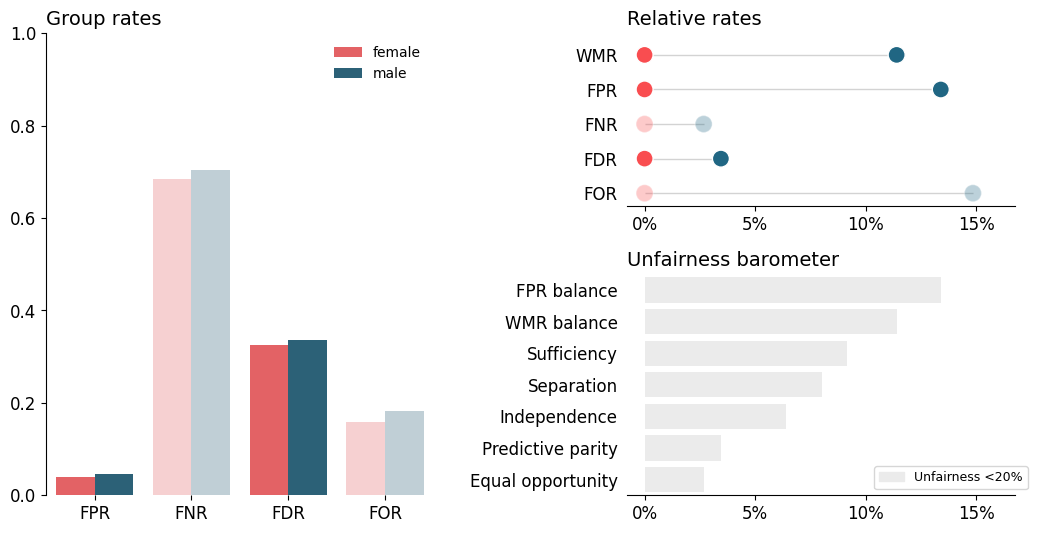 Group rates
1.0
0.8
0.6
0.4
0.2
0.0
female
male
FPR
FNR
FDR
FOR
Relative rates
WMR
FPR
FNR
FDR
FOR
0%
5%
10%
15%
Unfairness barometer
FPR balance
WMR balance
Sufficiency
Separation
Independence
Predictive parity
Equal opportunity
Unfairness <20%
0%
5%
10%
15%